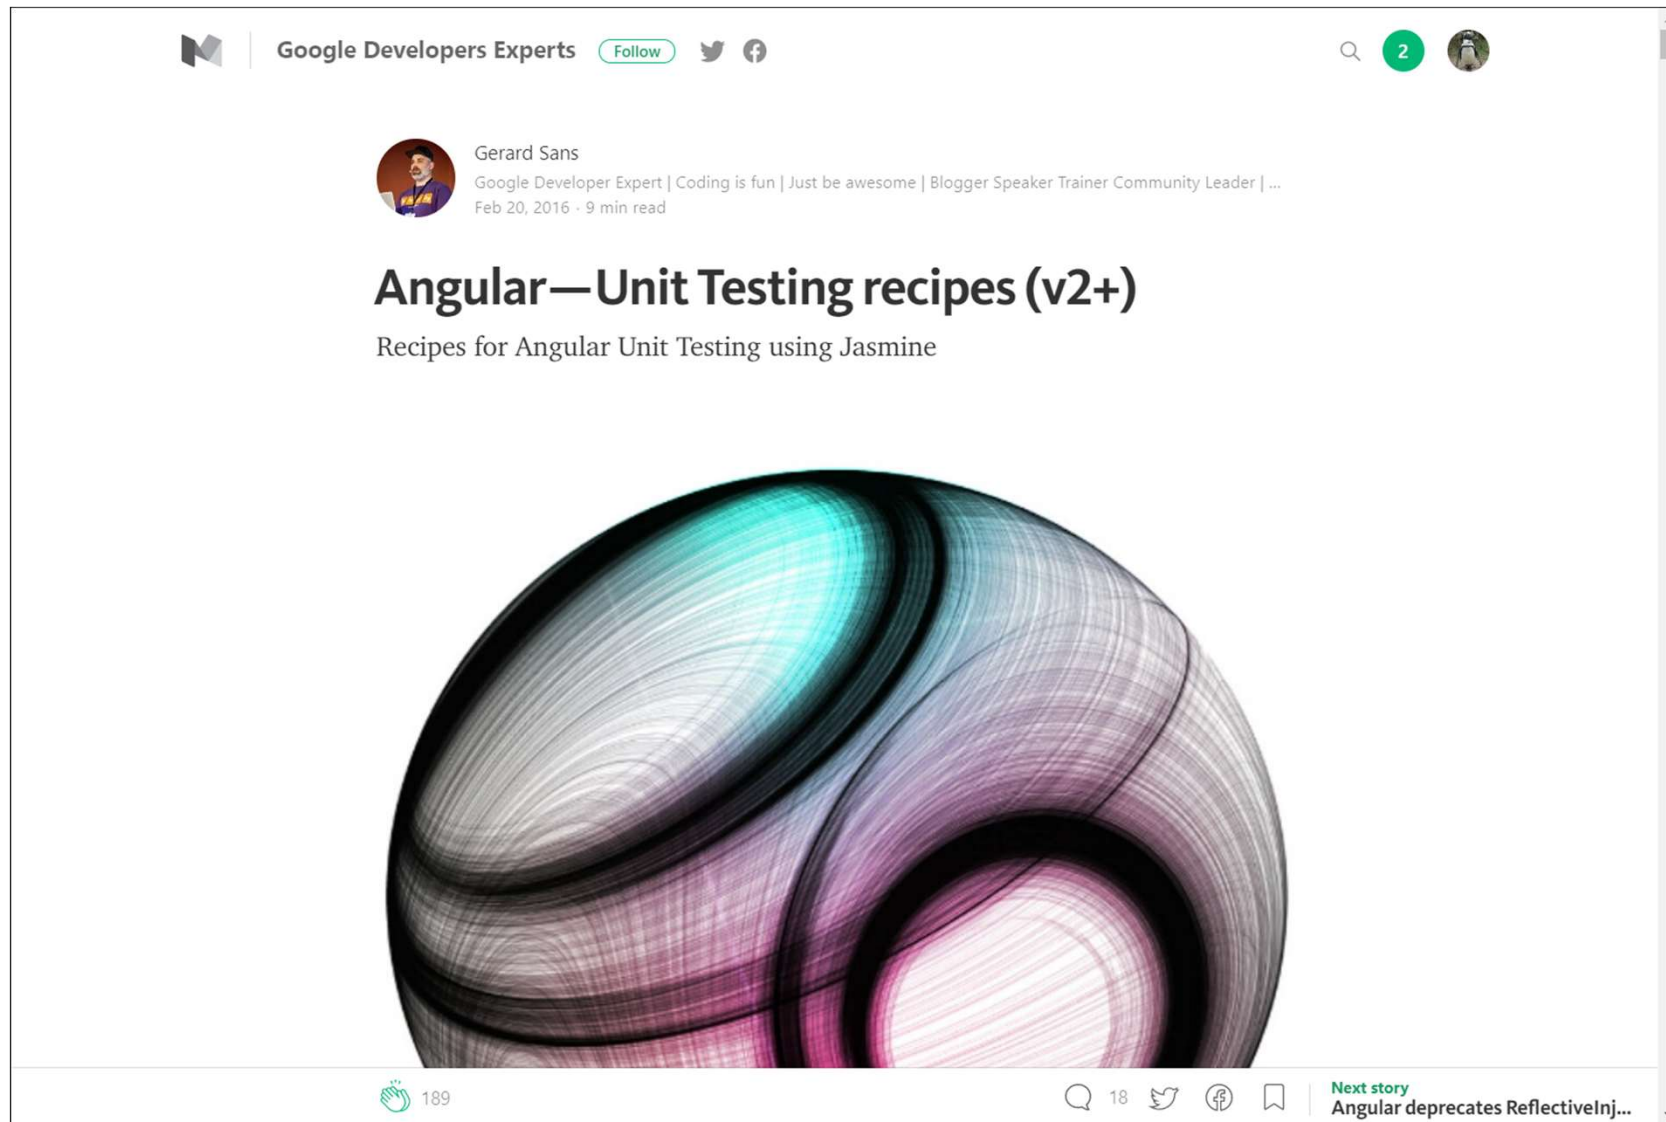 Google Developers Experts
Follow
2
Gerard Sans
Google Developer Expert | Coding is fun | Just be awesome | Blogger Speaker Trainer Community Leader | ...
Feb 20, 2016 · 9 min read
Angular—Unit Testing recipes (v2+)
Recipes for Angular Unit Testing using Jasmine
189
18
Next story
Angular deprecates ReflectiveInj...